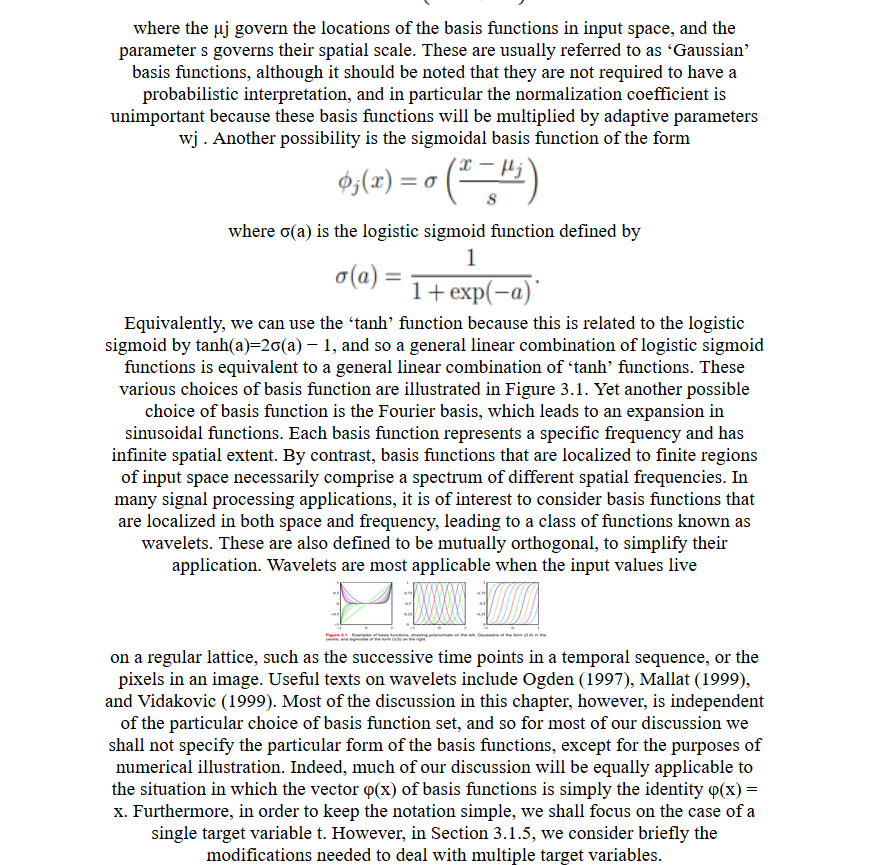 where the μj govern the locations of the basis functions in input space, and the
parameter s governs their spatial scale. These are usually referred to as ‘Gaussian’
basis functions, although it should be noted that they are not required to have a
probabilistic interpretation, and in particular the normalization coefficient is
unimportant because these basis functions will be multiplied by adaptive parameters
wj . Another possibility is the sigmoidal basis function of the form
ϕj(x) = σ ( (x − μj) / s )
where σ(a) is the logistic sigmoid function defined by
σ(a) = 1 / (1 + exp(−a)) .
Equivalently, we can use the ‘tanh’ function because this is related to the logistic
sigmoid by tanh(a)=2σ(a) − 1, and so a general linear combination of logistic sigmoid
functions is equivalent to a general linear combination of ‘tanh’ functions. These
various choices of basis function are illustrated in Figure 3.1. Yet another possible
choice of basis function is the Fourier basis, which leads to an expansion in
sinusoidal functions. Each basis function represents a specific frequency and has
infinite spatial extent. By contrast, basis functions that are localized to finite regions
of input space necessarily comprise a spectrum of different spatial frequencies. In
many signal processing applications, it is of interest to consider basis functions that
are localized in both space and frequency, leading to a class of functions known as
wavelets. These are also defined to be mutually orthogonal, to simplify their
application. Wavelets are most applicable when the input values live
Figure 3.1 Examples of basis functions, showing polynomials on the left, Gaussians of the form (3.4) in the
centre, and sigmoidal of the form (3.5) on the right.
on a regular lattice, such as the successive time points in a temporal sequence, or the
pixels in an image. Useful texts on wavelets include Ogden (1997), Mallat (1999),
and Vidakovic (1999). Most of the discussion in this chapter, however, is independent
of the particular choice of basis function set, and so for most of our discussion we
shall not specify the particular form of the basis functions, except for the purposes of
numerical illustration. Indeed, much of our discussion will be equally applicable to
the situation in which the vector φ(x) of basis functions is simply the identity φ(x) =
x. Furthermore, in order to keep the notation simple, we shall focus on the case of a
single target variable t. However, in Section 3.1.5, we consider briefly the
modifications needed to deal with multiple target variables.